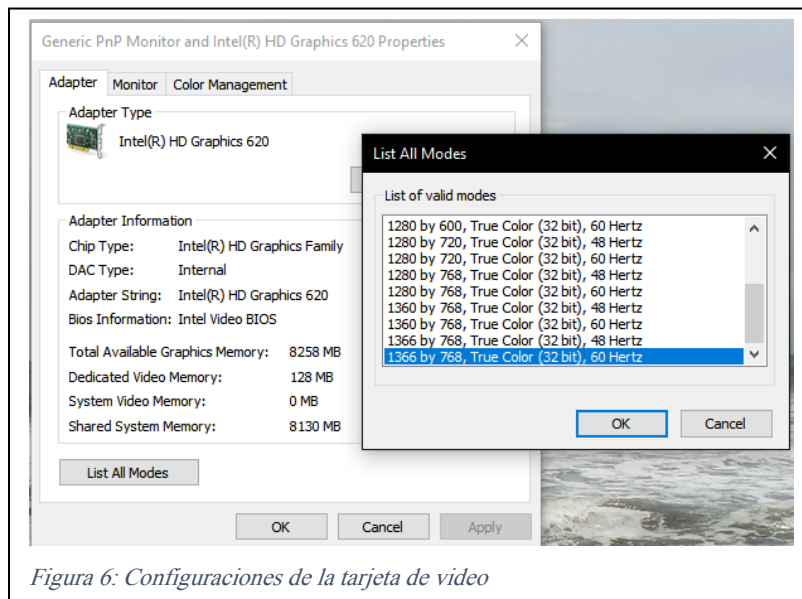 Generic PnP Monitor and Intel(R) HD Graphics 620 Properties
Adapter Monitor Color Management
Adapter Type
Intel(R) HD Graphics 620
Adapter Information
Chip Type: Intel(R) HD Graphics Family
DAC Type: Internal
Adapter String: Intel(R) HD Graphics 620
Bios Information: Intel Video BIOS
Total Available Graphics Memory: 8258 MB
Dedicated Video Memory: 128 MB
System Video Memory: 0 MB
Shared System Memory: 8130 MB
List All Modes
OK Cancel Apply
List All Modes
List of valid modes
1280 by 600, True Color (32 bit), 60 Hertz
1280 by 720, True Color (32 bit), 48 Hertz
1280 by 720, True Color (32 bit), 60 Hertz
1280 by 768, True Color (32 bit), 48 Hertz
1280 by 768, True Color (32 bit), 60 Hertz
1360 by 768, True Color (32 bit), 48 Hertz
1360 by 768, True Color (32 bit), 60 Hertz
1366 by 768, True Color (32 bit), 48 Hertz
1366 by 768, True Color (32 bit), 60 Hertz
OK Cancel
Figura 6: Configuraciones de la tarjeta de video